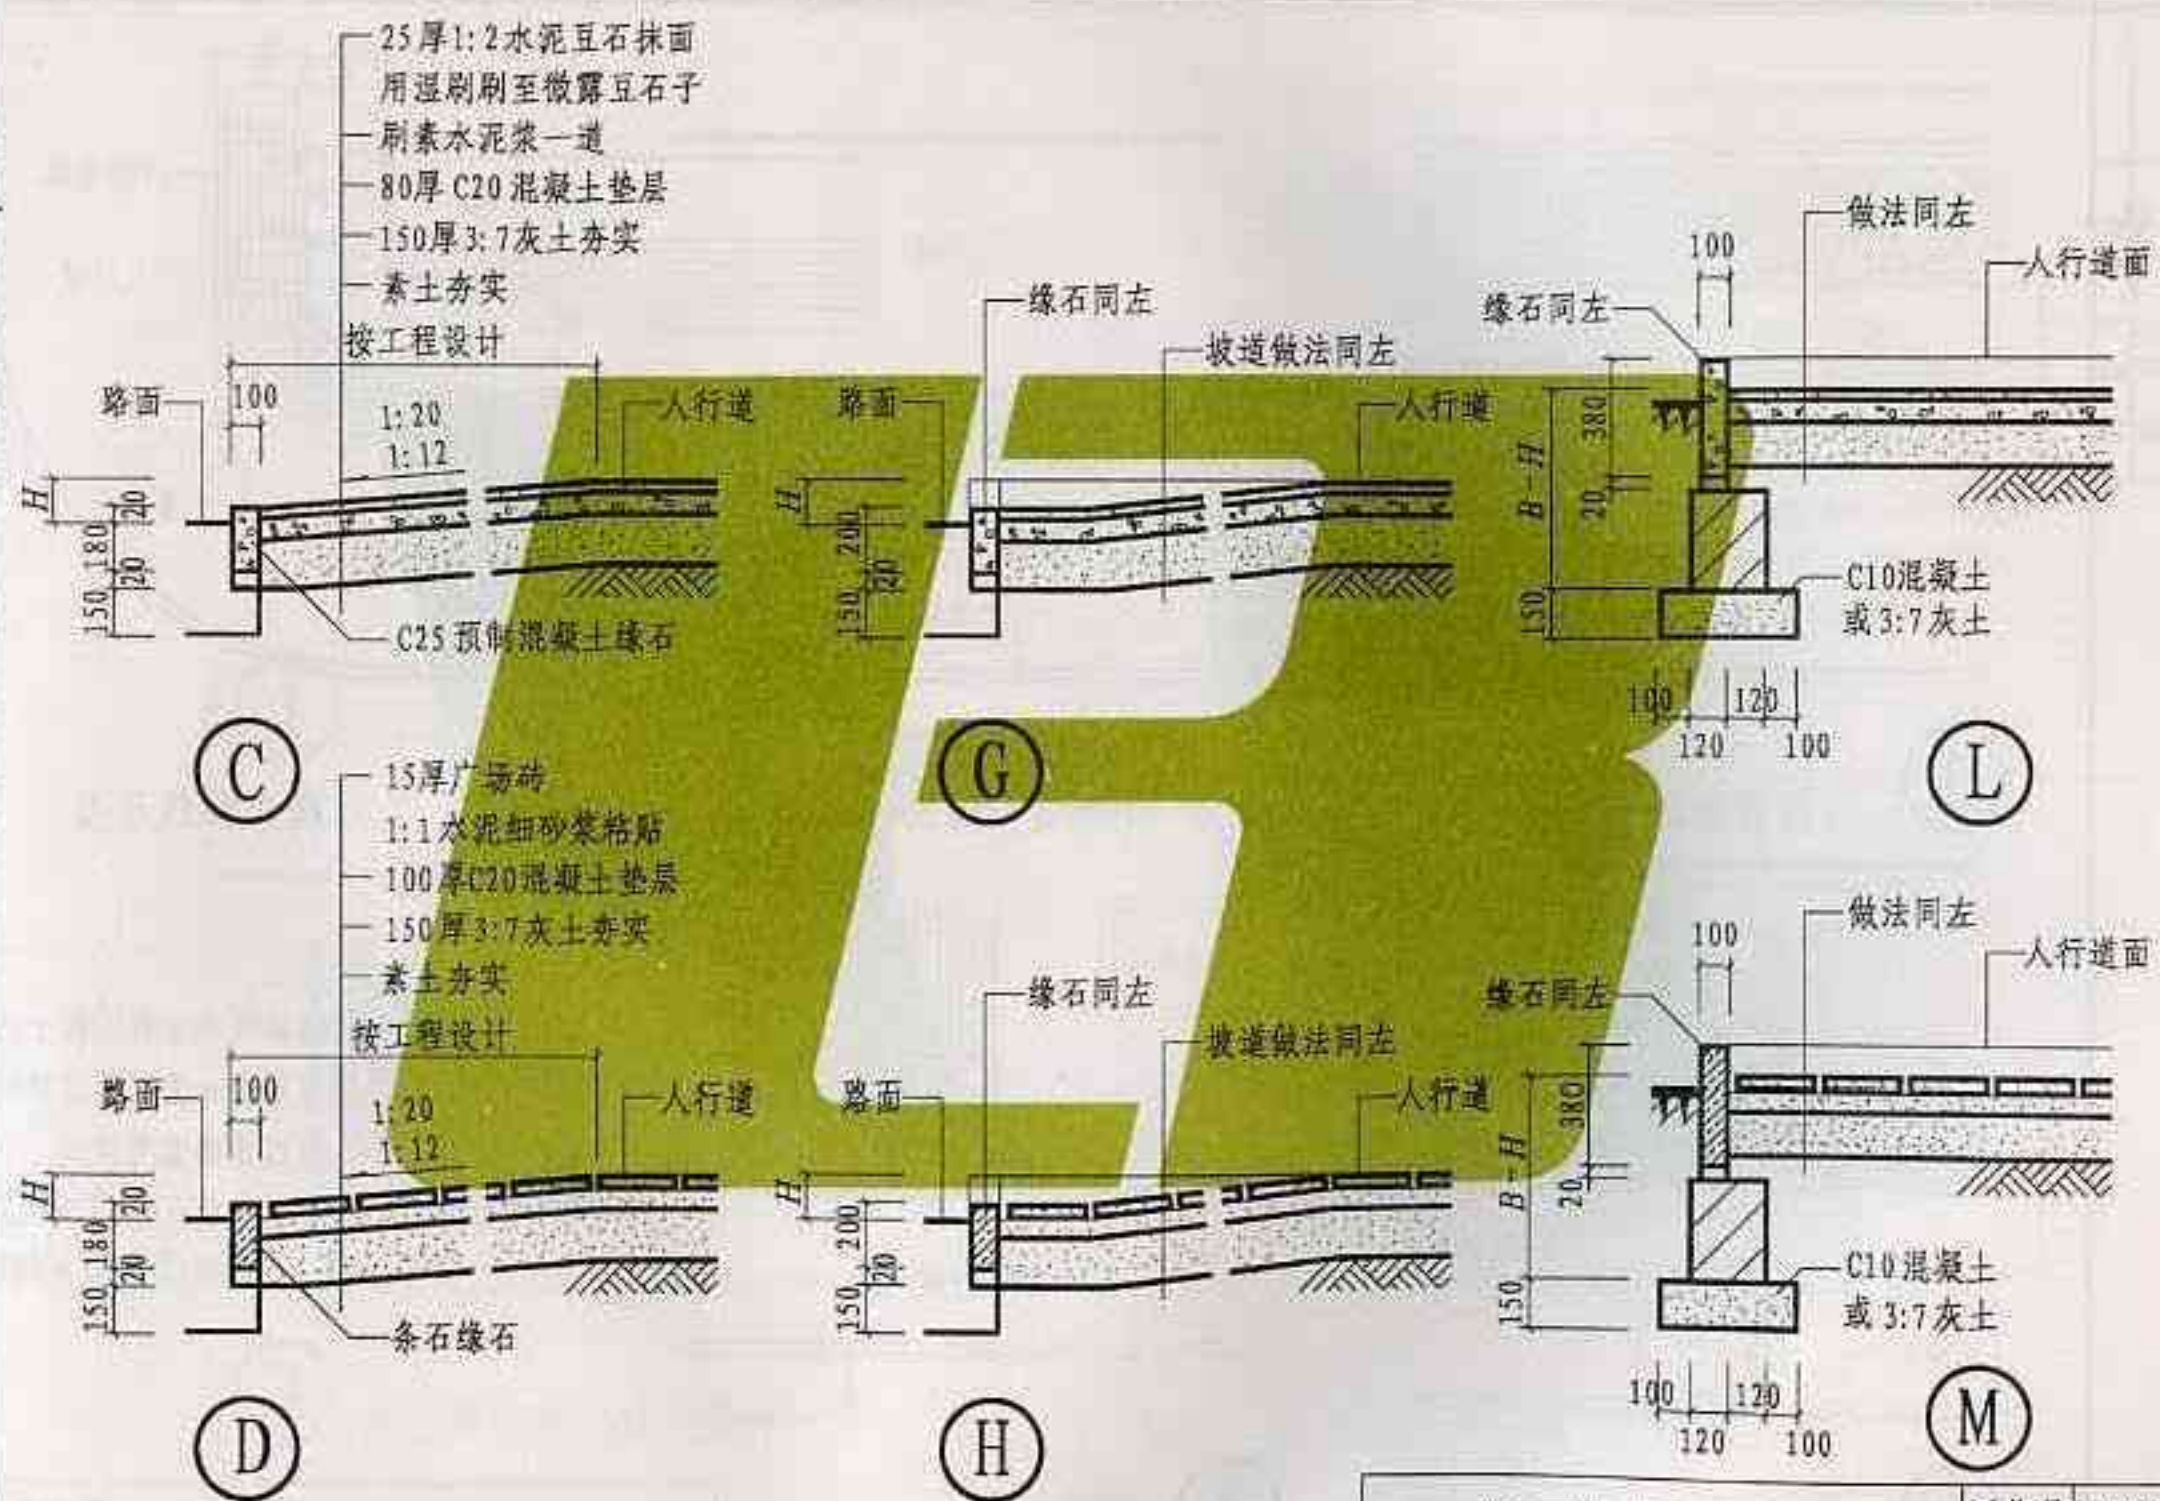 25厚1:2水泥豆石抹面
用湿刷刷至微露豆石子
刷素水泥浆一道
80厚 C20 混凝土垫层
150厚3:7灰土夯实
素土夯实
按工程设计
路面
100
1:20
1:12
人行道
H
20
180
20
150
C25 预制混凝土缘石
C
缘石同左
坡道做法同左
路面
人行道
H
200
20
150
G
做法同左
100
人行道面
缘石同左
380
B-H
20
150
C10混凝土
或 3:7灰土
100
120
120
100
L
15厚广场砖
1:1水泥细砂浆粘贴
100厚C20混凝土垫层
150厚3:7灰土夯实
素土夯实
按工程设计
路面
100
1:20
1:12
人行道
H
20
180
20
150
条石缘石
D
缘石同左
坡道做法同左
路面
人行道
H
200
20
150
H
做法同左
100
人行道面
缘石同左
380
B-H
20
150
C10混凝土
或 3:7灰土
100
120
120
100
M